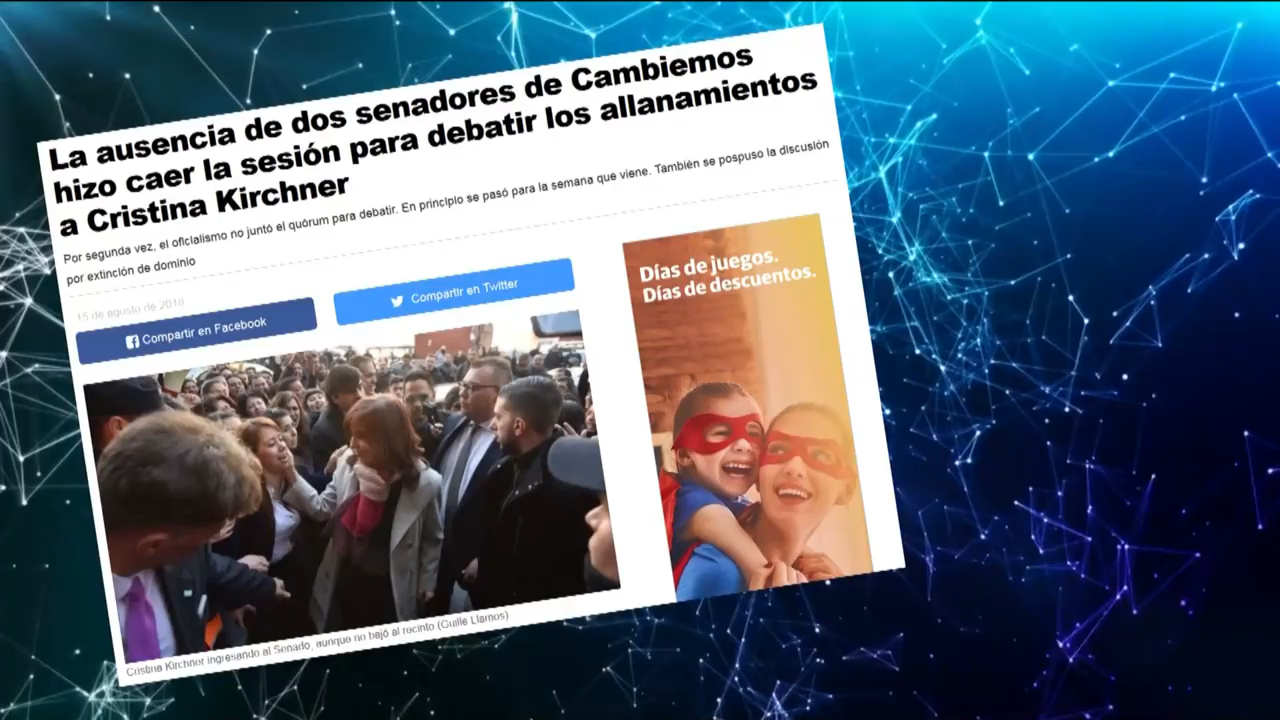 La ausencia de dos senadores de Cambiemos
hizo caer la sesión para debatir los allanamientos
a Cristina Kirchner
Por segunda vez, el oficialismo no juntó el quórum para debatir. En principio se pasó para la semana que viene. También se pospuso la discusión
por extinción de dominio
15 de agosto de 2018
Compartir en Facebook
Compartir en Twitter
Días de juegos.
Días de descuentos.
Cristina Kirchner ingresando al Senado, aunque no bajó al recinto (Guille Llamos)